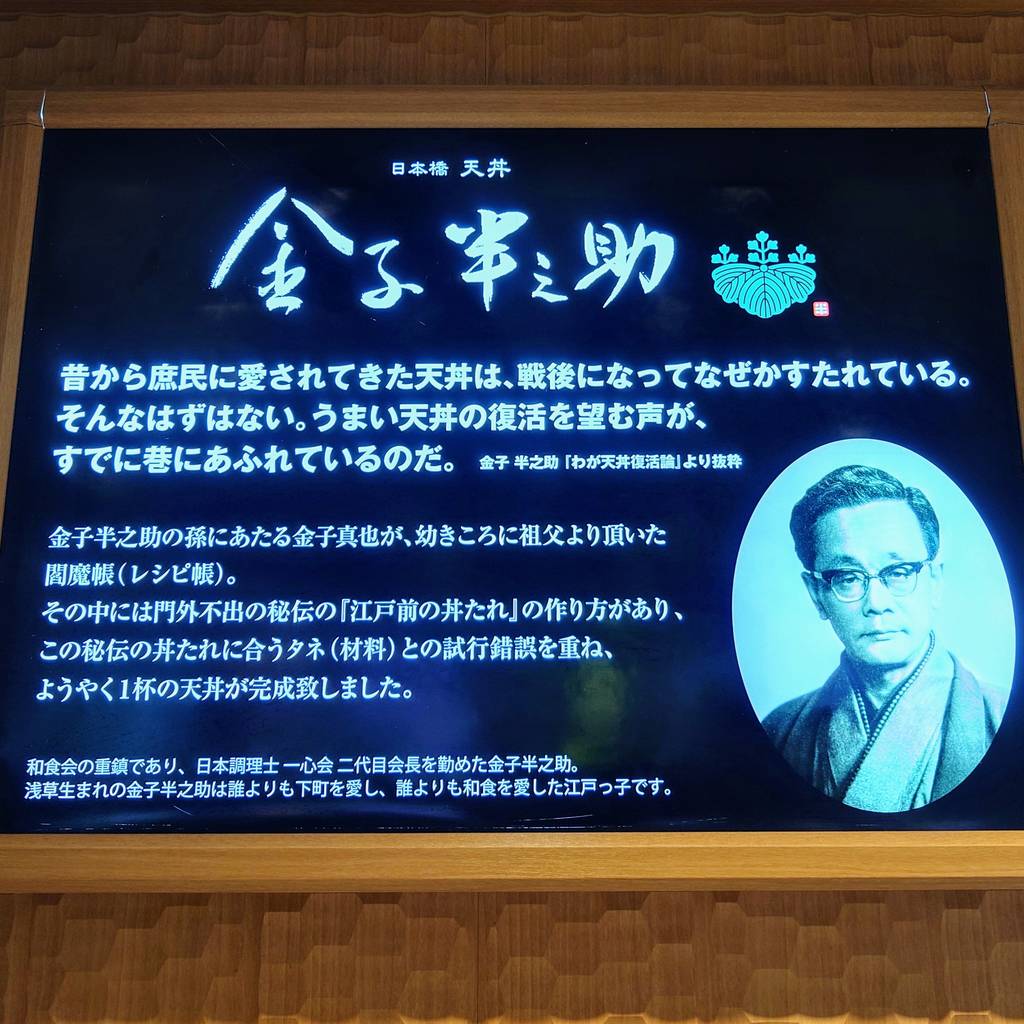 日本橋 天丼
金子半之助
半
昔から庶民に愛されてきた天丼は、戦後になってなぜかすたれている。
そんなはずはない。うまい天丼の復活を望む声が、
すでに巷にあふれているのだ。 金子 半之助『わが天丼復活論』より抜粋
金子半之助の孫にあたる金子真也が、幼きころに祖父より頂いた
閻魔帳(レシピ帳)。
その中には門外不出の秘伝の『江戸前の丼たれ』の作り方があり、
この秘伝の丼たれに合うタネ(材料)との試行錯誤を重ね、
ようやく1杯の天丼が完成致しました。
和食会の重鎮であり、日本調理士 一心会 二代目会長を勤めた金子半之助。
浅草生まれの金子半之助は誰よりも下町を愛し、誰よりも和食を愛した江戸っ子です。